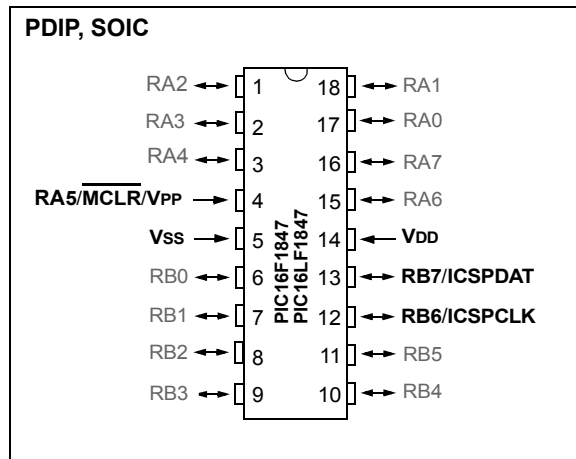 PDIP, SOIC
RA2 1 18 RA1
RA3 2 17 RA0
RA4 3 16 RA7
RA5/MCLR/VPP 4 15 RA6
VSS 5 14 VDD
RB0 6 13 RB7/ICSPDAT
RB1 7 12 RB6/ICSPCLK
RB2 8 11 RB5
RB3 9 10 RB4
PIC16F1847
PIC16LF1847